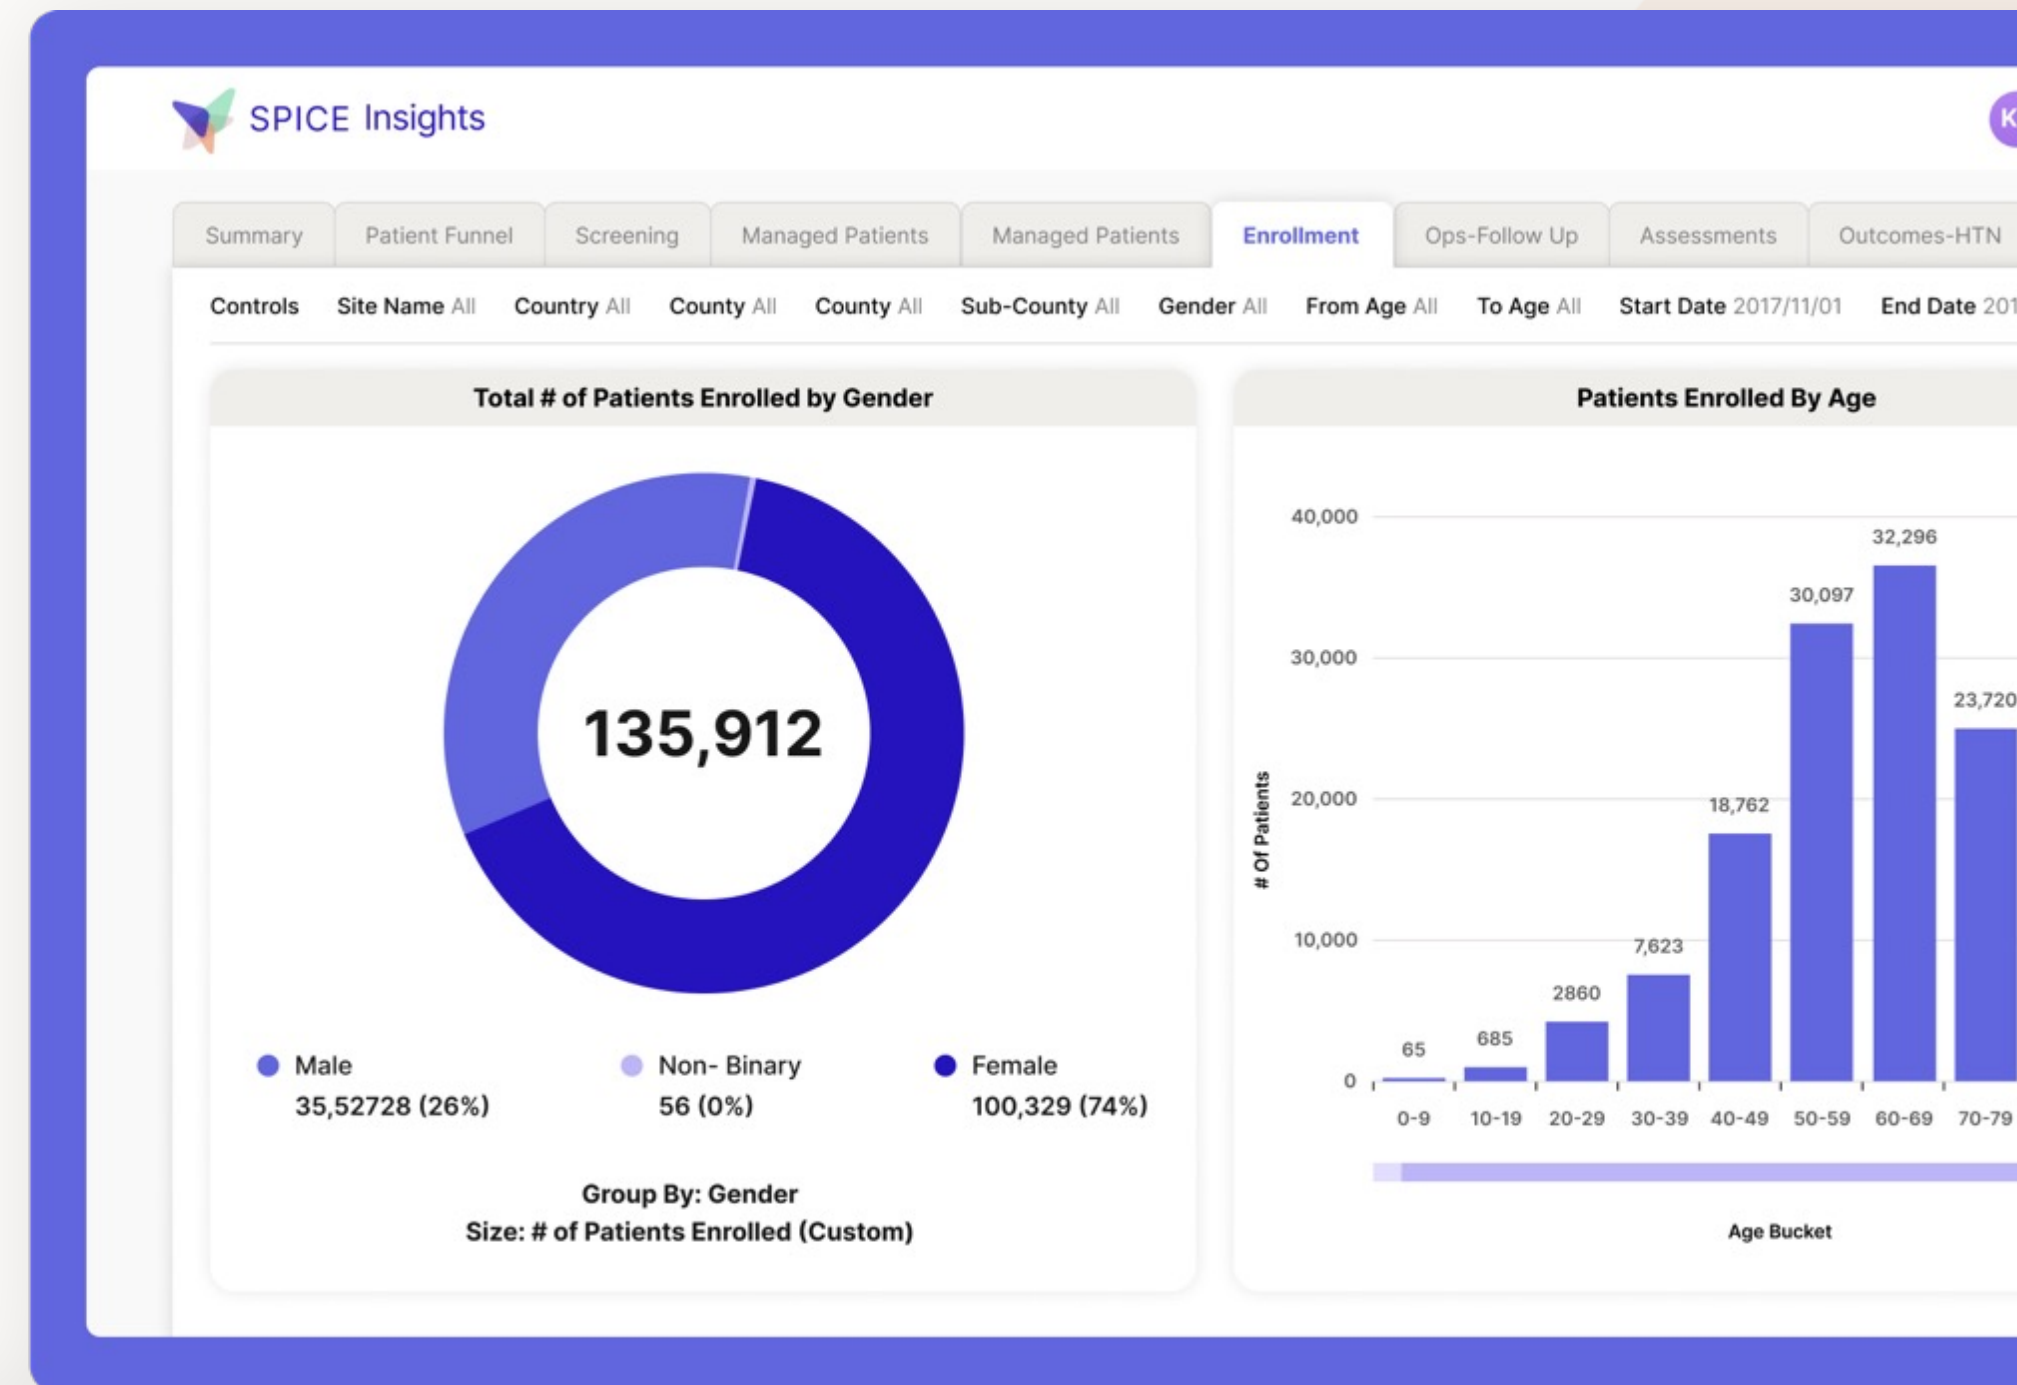 SPICE Insights
K
Summary Patient Funnel Screening Managed Patients Managed Patients Enrollment Ops-Follow Up Assessments Outcomes-HTN
Controls Site Name All Country All County All County All Sub-County All Gender All From Age All To Age All Start Date 2017/11/01 End Date 201
Total # of Patients Enrolled by Gender
135,912
Male
35,52728 (26%)
Non- Binary
56 (0%)
Female
100,329 (74%)
Group By: Gender
Size: # of Patients Enrolled (Custom)
Patients Enrolled By Age
# Of Patients
40,000
30,000
20,000
10,000
0
65
685
2860
7,623
18,762
30,097
32,296
23,720
0-9 10-19 20-29 30-39 40-49 50-59 60-69 70-79
Age Bucket